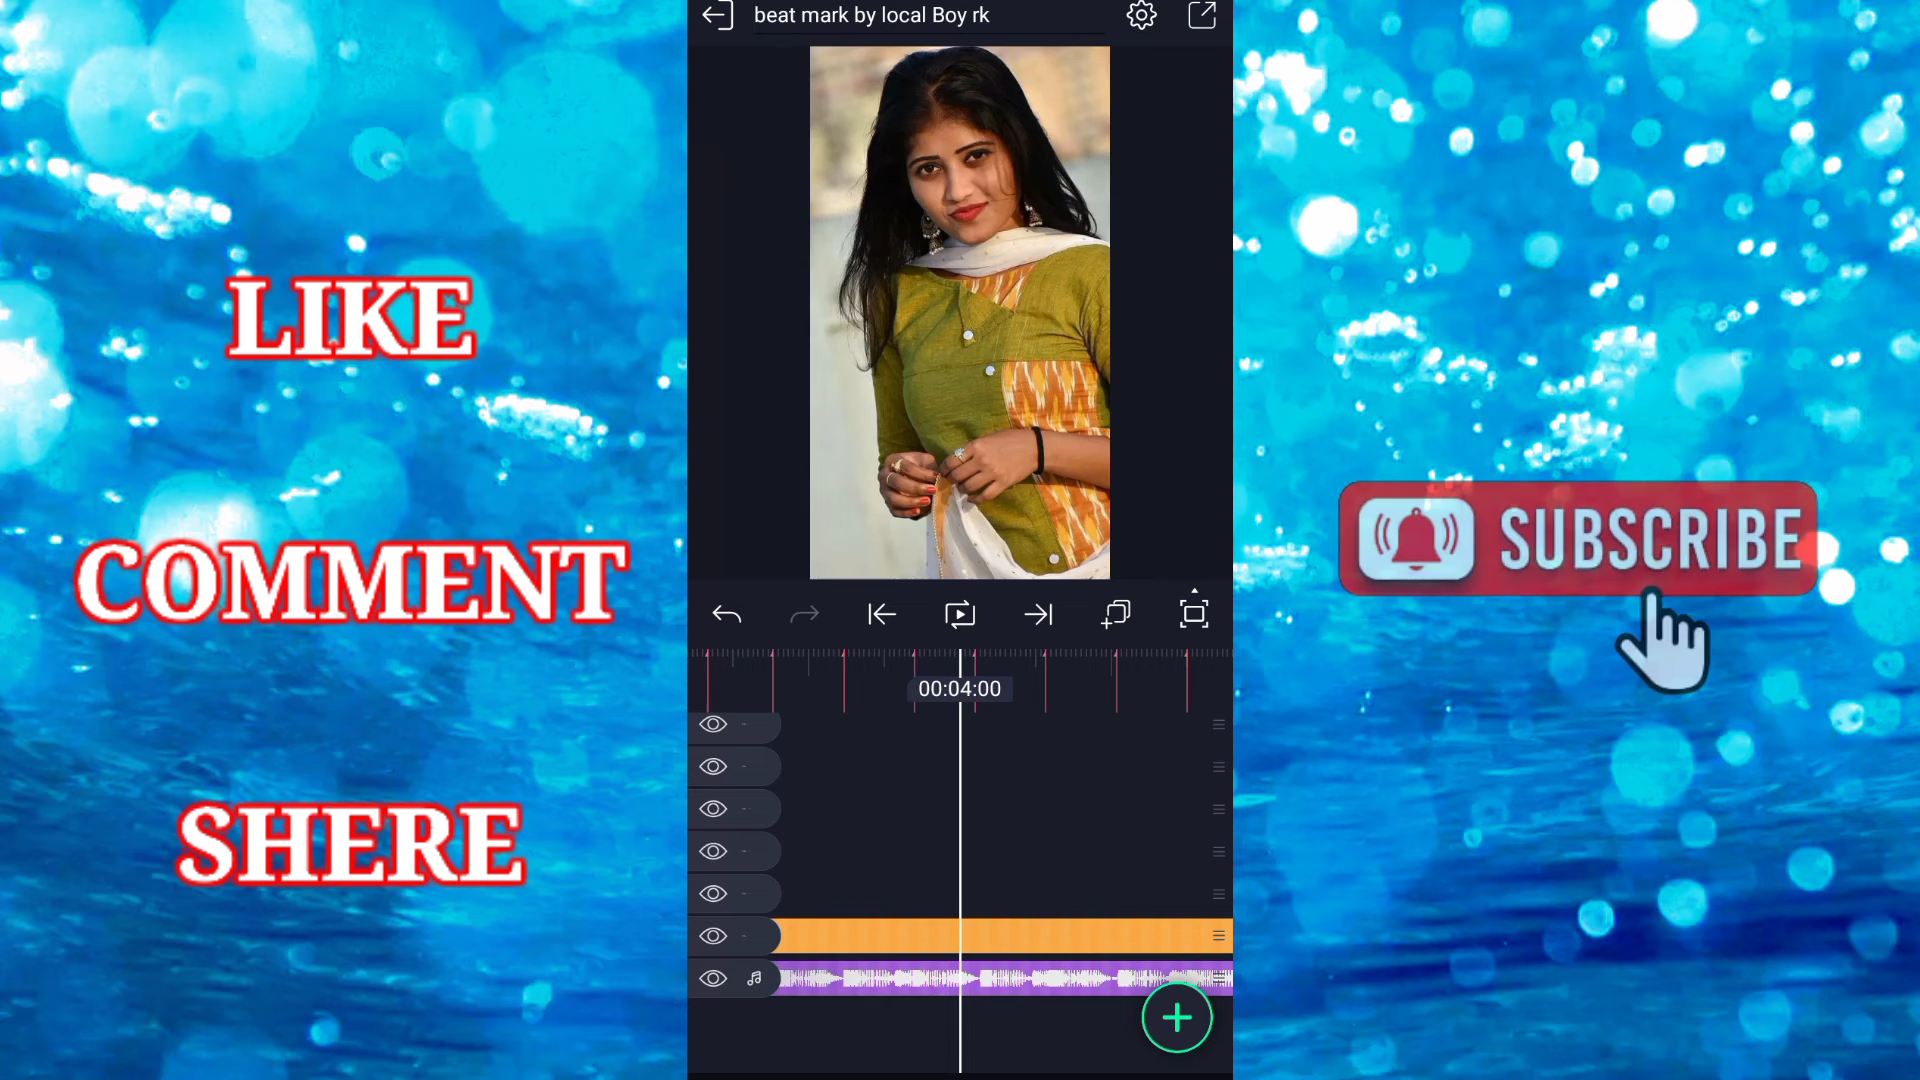 beat mark by local Boy rk
LIKE
COMMENT
SHERE
SUBSCRIBE
00:04:00